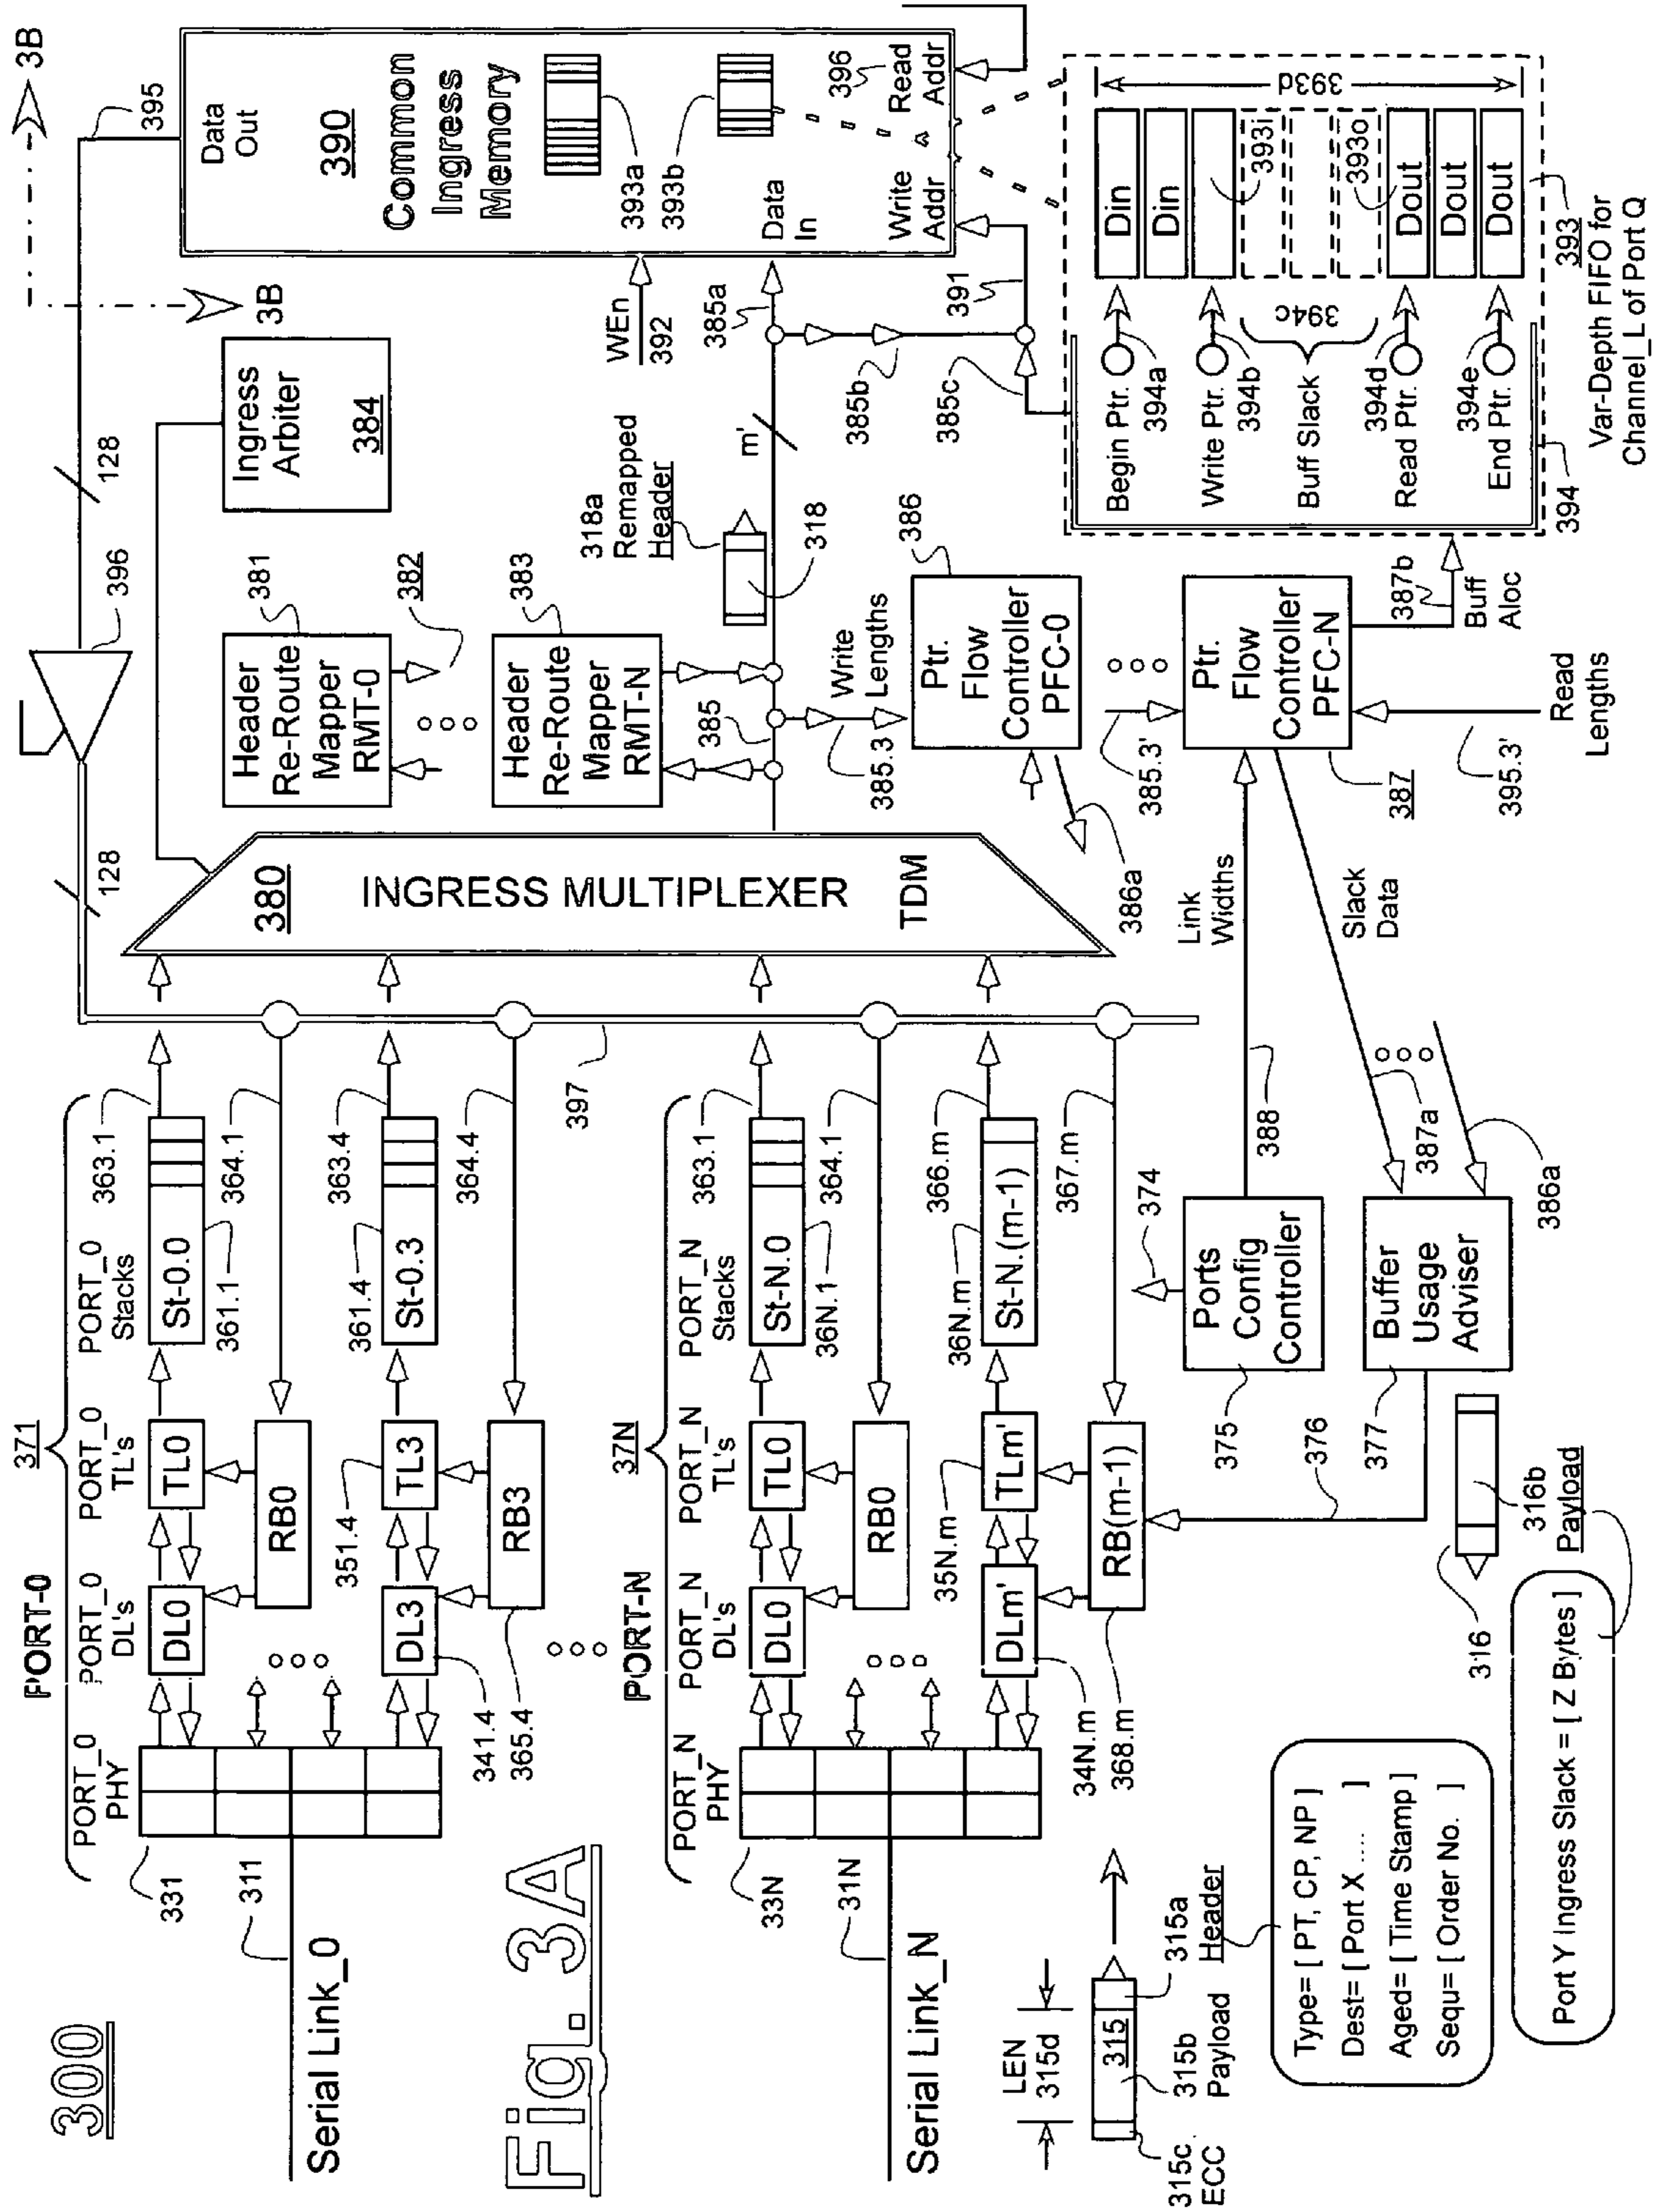 300
Fig. 3A
PORT-0
371
PORT_0
PHY
PORT_0
DL's
PORT_0
TL's
PORT_0
Stacks
331
311
Serial Link_0
DL0
TL0
St-0.0
363.1
361.1
364.1
RB0
351.4
DL3
TL3
St-0.3
361.4
363.4
364.4
341.4
365.4
RB3
397
PORT-N
37N
PORT_N
PHY
PORT_N
DL's
PORT_N
TL's
PORT_N
Stacks
33N
31N
Serial Link_N
DL0
TL0
St-N.0
363.1
36N.1
364.1
RB0
35N.m
36N.m
366.m
DLm'
TLm'
St-N.(m-1)
34N.m
368.m
RB(m-1)
367.m
LEN
315d
315
315a
Header
315b
Payload
315c
ECC
Type= [ PT, CP, NP ]
Dest= [ Port X .... ]
Aged= [ Time Stamp ]
Sequ= [ Order No. ]
Port Y Ingress Slack = [ Z Bytes ]
316
316b
Payload
376
374
375
Ports
Config
Controller
377
Buffer
Usage
Adviser
388
387a
386a
Link
Widths
Slack
Data
380
INGRESS MULTIPLEXER
TDM
128
396
128
395
3B
3B
Header
Re-Route
Mapper
RMT-0
381
382
Header
Re-Route
Mapper
RMT-N
383
Ingress
Arbiter
384
385
318a
Remapped
Header
318
m'
Write
Lengths
385.3
Ptr.
Flow
Controller
PFC-0
386
386a
385.3'
Ptr.
Flow
Controller
PFC-N
387
395.3'
Read
Lengths
387b
Buff
Aloc
WEn
392
385a
385b
385c
391
Data
Out
390
Common
Ingress
Memory
393a
393b
Data
In
Write
Addr
396
Read
Addr
Begin Ptr.
394a
Write Ptr.
394b
Buff Slack
394c
Read Ptr.
394d
End Ptr.
394e
Din
Din
393i
393o
Dout
Dout
Dout
393d
394
393
Var-Depth FIFO for
Channel_L of Port Q